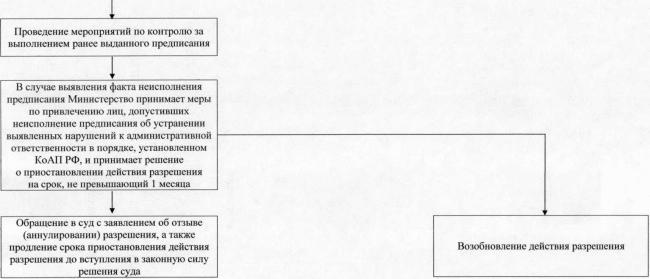 Проведение мероприятий по контролю за
выполнением ранее выданного предписания
В случае выявления факта неисполнения
предписания Министерство принимает меры
по привлечению лиц, допустивших
неисполнение предписания об устранении
выявленных нарушений к административной
ответственности в порядке, установленном
КоАП РФ, и принимает решение
о приостановлении действия разрешения
на срок, не превышающий 1 месяца
Обращение в суд с заявлением об отзыве
(аннулировании) разрешения, а также
продление срока приостановления действия
разрешения до вступления в законную силу
решения суда
Возобновление действия разрешения